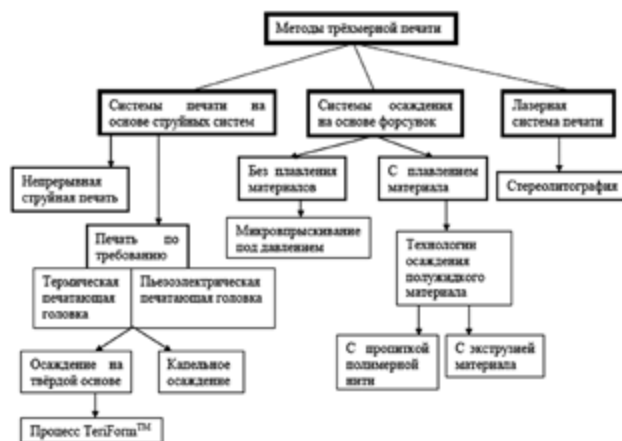 Методы трёхмерной печати
Системы печати на
основе струйных систем
Системы осаждения
на основе форсунок
Лазерная
система печати
Непрерывная
струйная печать
Без плавления
материалов
С плавлением
материала
Стереолитография
Печать по
требованию
Микровпрыскивание
под давлением
Технологии
осаждения
полужидкого
материала
Термическая
печатающая
головка
Пьезоэлектрическая
печатающая головка
Осаждение на
твёрдой основе
Капельное
осаждение
С пропиткой
полимерной
нити
С экструзией
материала
Процесс TeriForm™